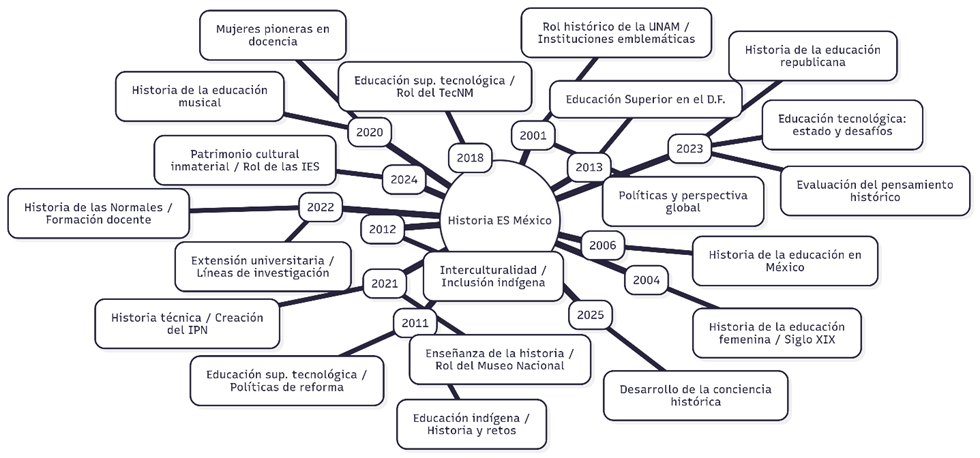 Mujeres pioneras en
docencia
Rol histórico de la UNAM /
Instituciones emblemáticas
Historia de la educación
republicana
Historia de la educación
musical
Educación sup. tecnológica /
Rol del TecNM
Educación Superior en el D.F.
Educación tecnológica:
estado y desafíos
2020
2001
2018
2013
2023
Patrimonio cultural
inmaterial / Rol de las IES
2024
Políticas y perspectiva
global
Evaluación del pensamiento
histórico
Historia de las Normales /
Formación docente
2022
2012
Historia ES México
2006
Historia de la educación en
México
Extensión universitaria /
Líneas de investigación
Interculturalidad /
Inclusión indígena
2004
2021
Historia técnica / Creación
del IPN
2011
2025
Historia de la educación
femenina / Siglo XIX
Educación sup. tecnológica /
Políticas de reforma
Enseñanza de la historia /
Rol del Museo Nacional
Desarrollo de la conciencia
histórica
Educación indígena /
Historia y retos